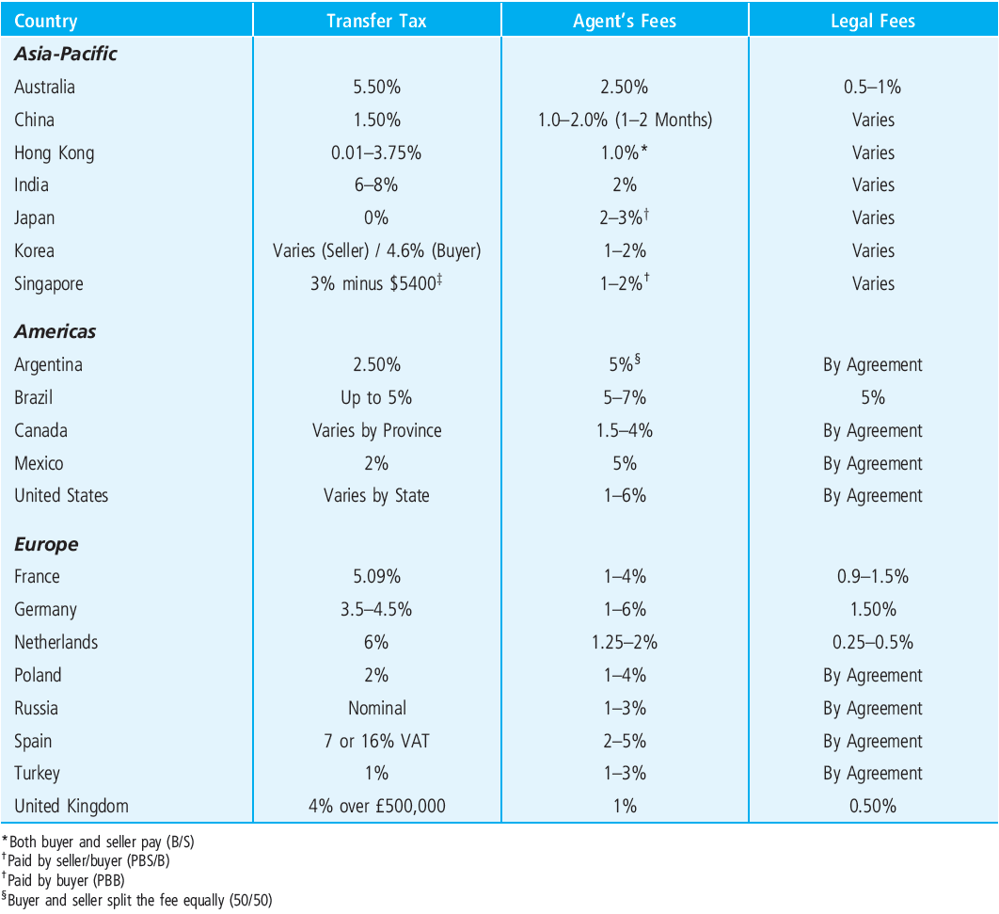 Country Transfer Tax Agent's Fees Legal Fees
Asia-Pacific
Australia 5.50% 2.50% 0.5–1%
China 1.50% 1.0–2.0% (1–2 Months) Varies
Hong Kong 0.01–3.75% 1.0%* Varies
India 6–8% 2% Varies
Japan 0% 2–3%† Varies
Korea Varies (Seller) / 4.6% (Buyer) 1–2% Varies
Singapore 3% minus $5400‡ 1–2%† Varies
Americas
Argentina 2.50% 5%§ By Agreement
Brazil Up to 5% 5–7% 5%
Canada Varies by Province 1.5–4% By Agreement
Mexico 2% 5% By Agreement
United States Varies by State 1–6% By Agreement
Europe
France 5.09% 1–4% 0.9–1.5%
Germany 3.5–4.5% 1–6% 1.50%
Netherlands 6% 1.25–2% 0.25–0.5%
Poland 2% 1–4% By Agreement
Russia Nominal 1–3% By Agreement
Spain 7 or 16% VAT 2–5% By Agreement
Turkey 1% 1–3% By Agreement
United Kingdom 4% over £500,000 1% 0.50%
*Both buyer and seller pay (B/S)
†Paid by seller/buyer (PBS/B)
†Paid by buyer (PBB)
§Buyer and seller split the fee equally (50/50)